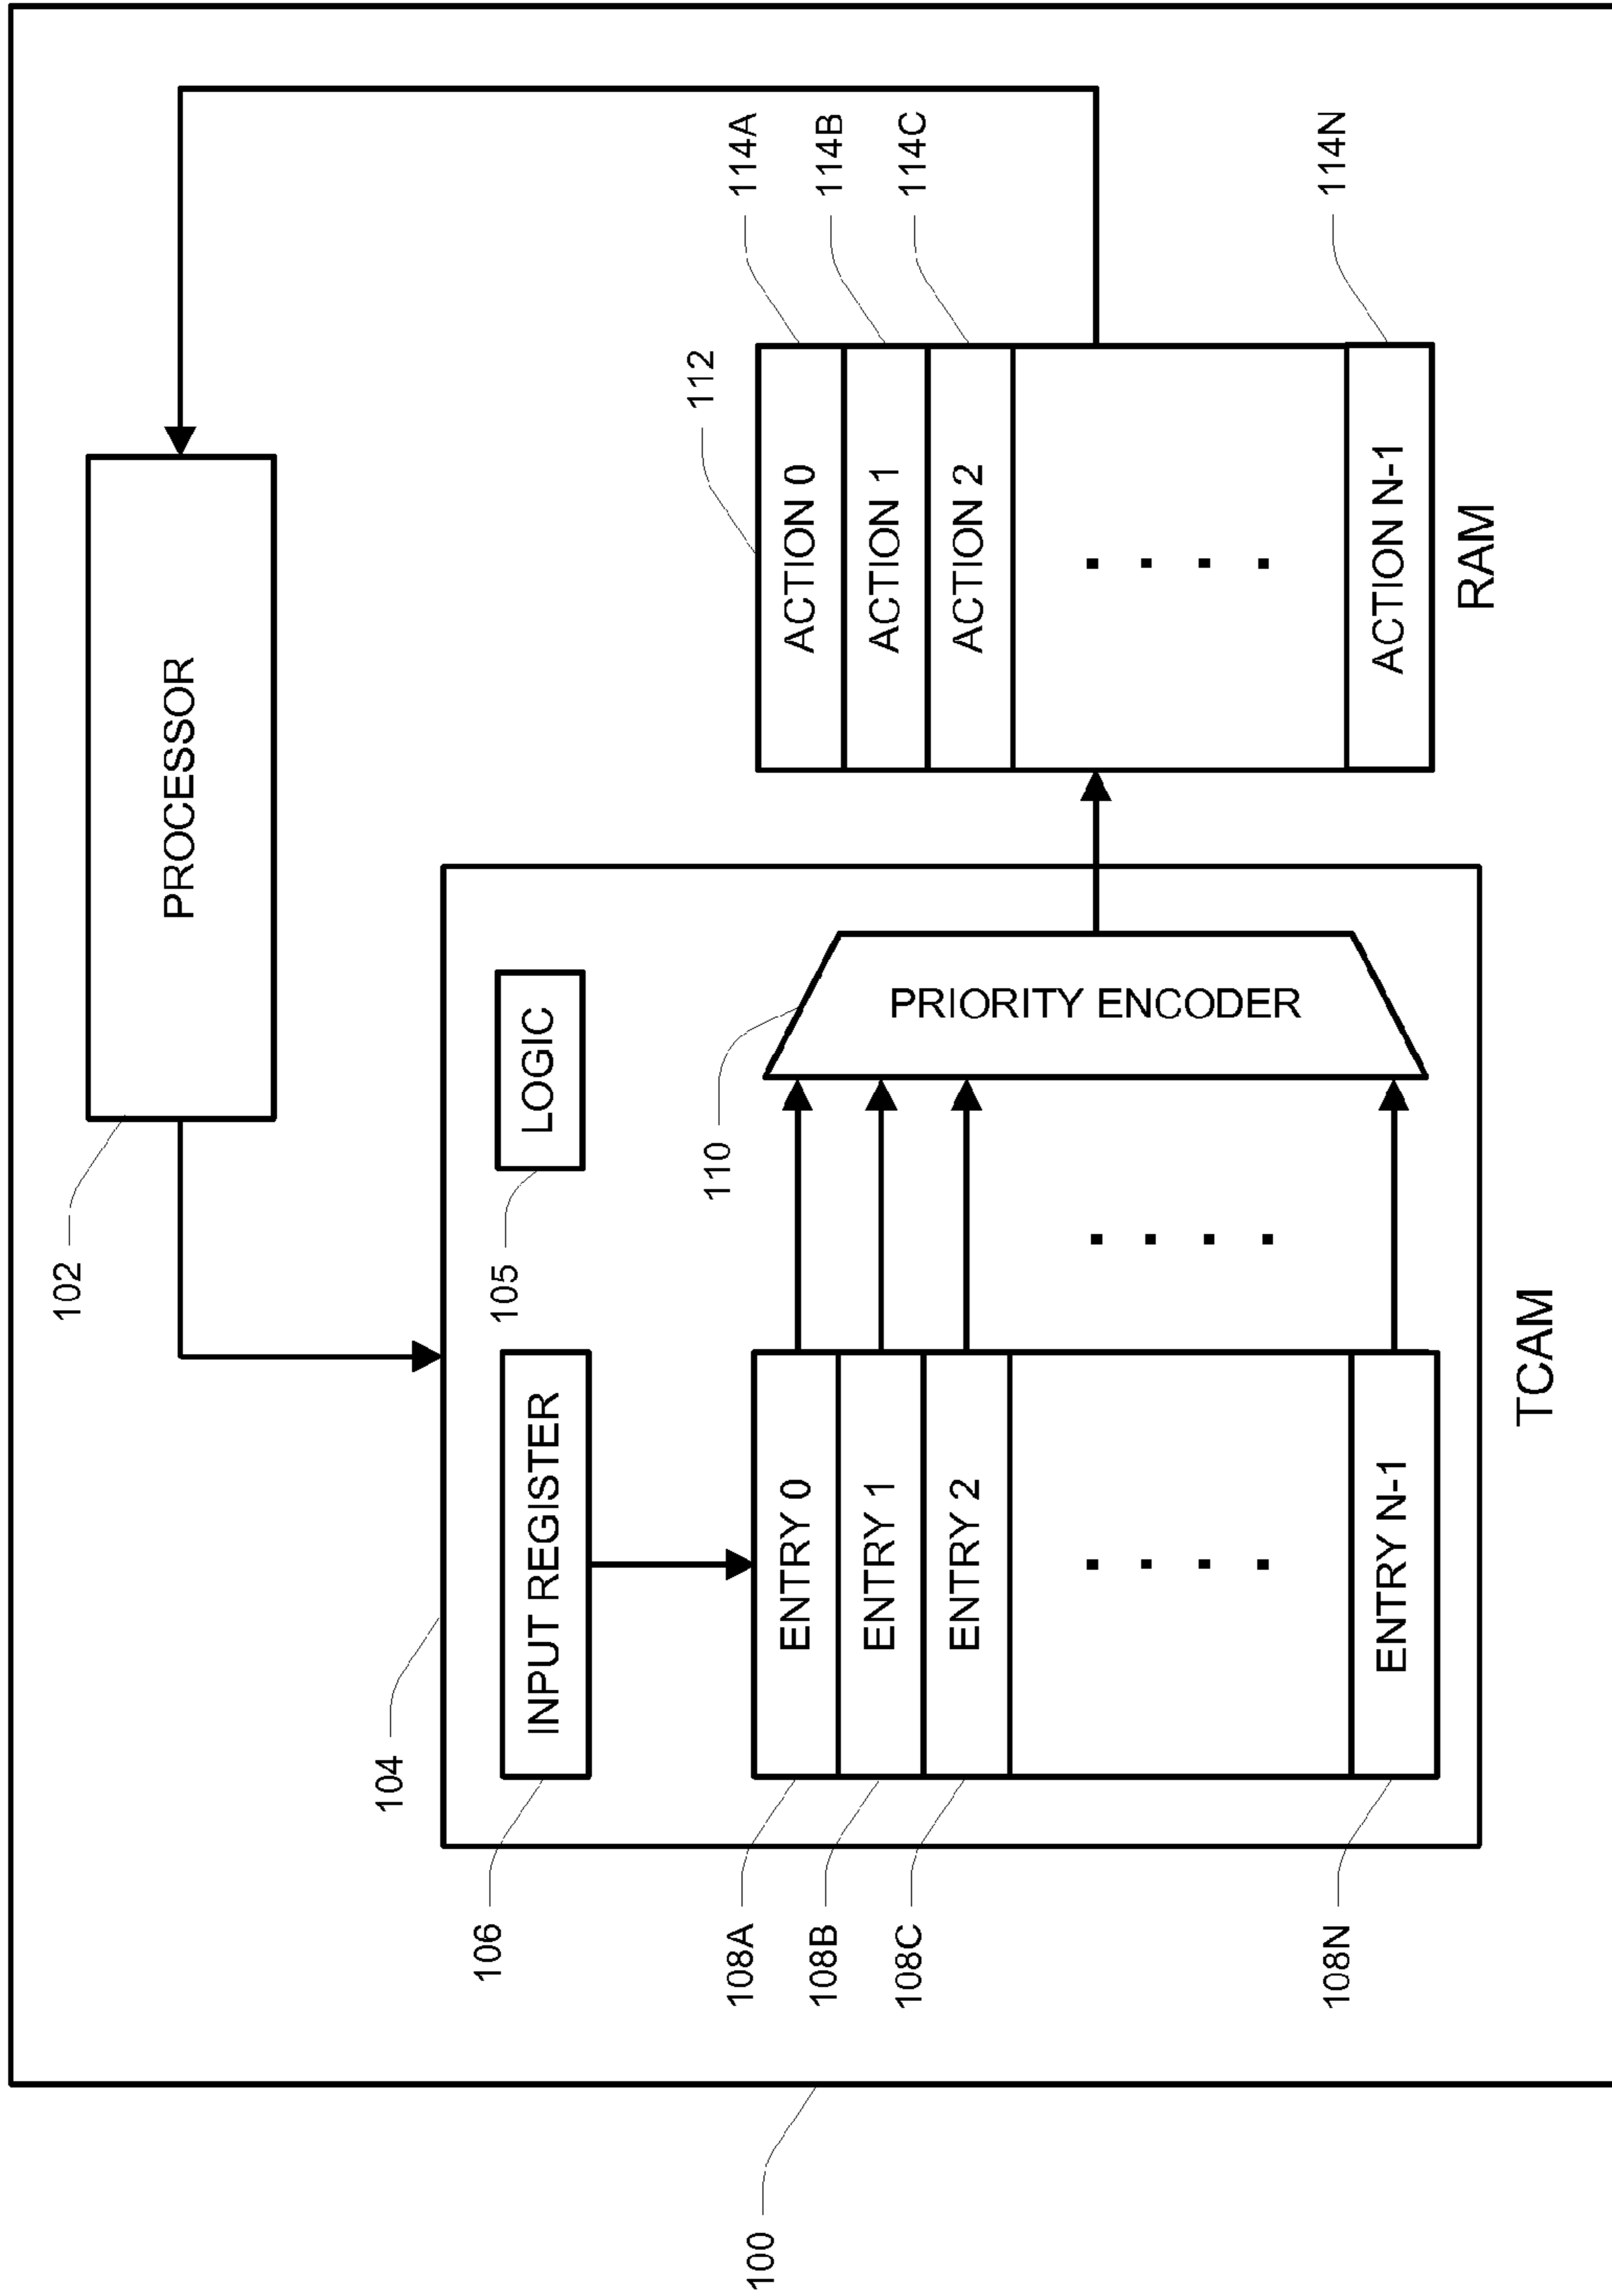 PROCESSOR
102
104
INPUT REGISTER
106
LOGIC
105
ENTRY 0
ENTRY 1
ENTRY 2
. . . .
ENTRY N-1
108A
108B
108C
108N
. . . .
110
PRIORITY ENCODER
TCAM
112
ACTION 0
ACTION 1
ACTION 2
. . . .
ACTION N-1
114A
114B
114C
114N
RAM
100